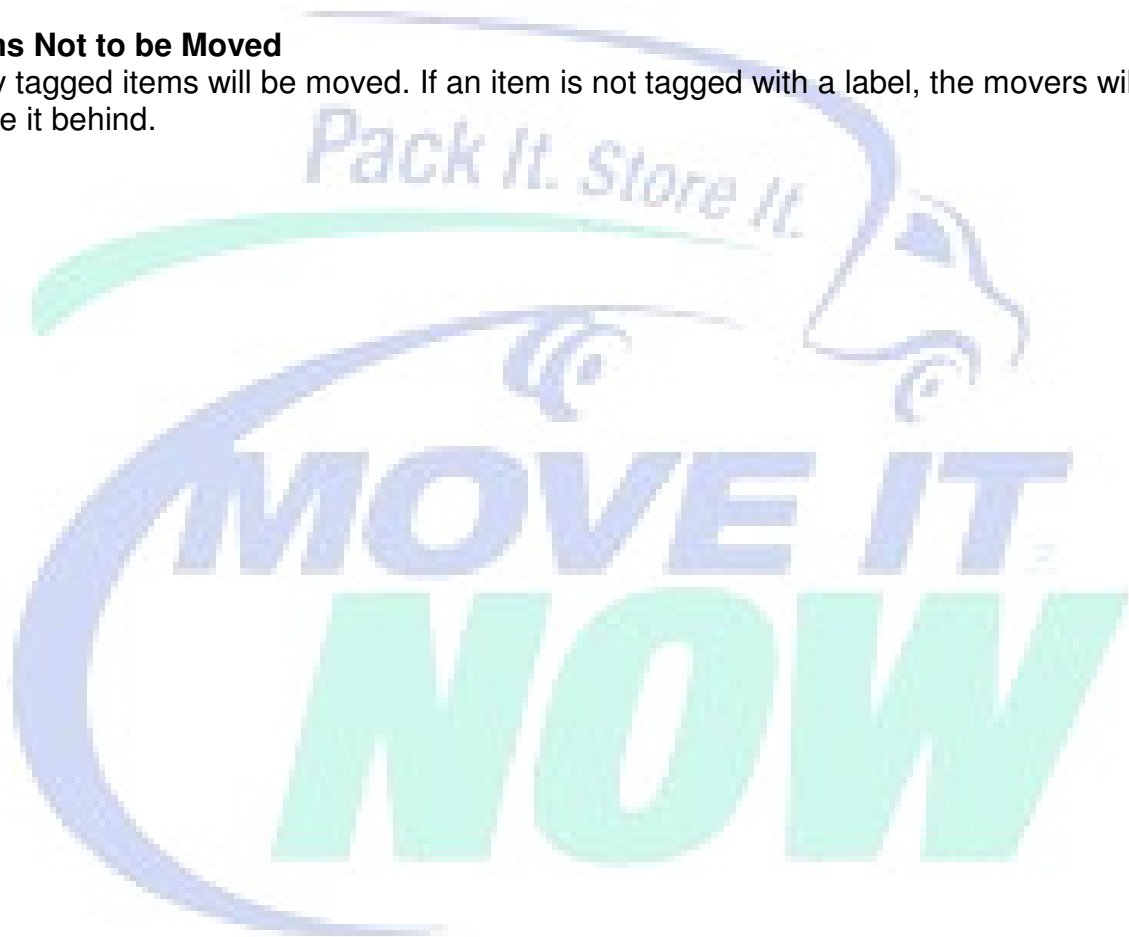 ns Not to be Moved
y tagged items will be moved. If an item is not tagged with a label, the movers wil
e it behind.
Pack It. Store It.
MOVE IT
NOW